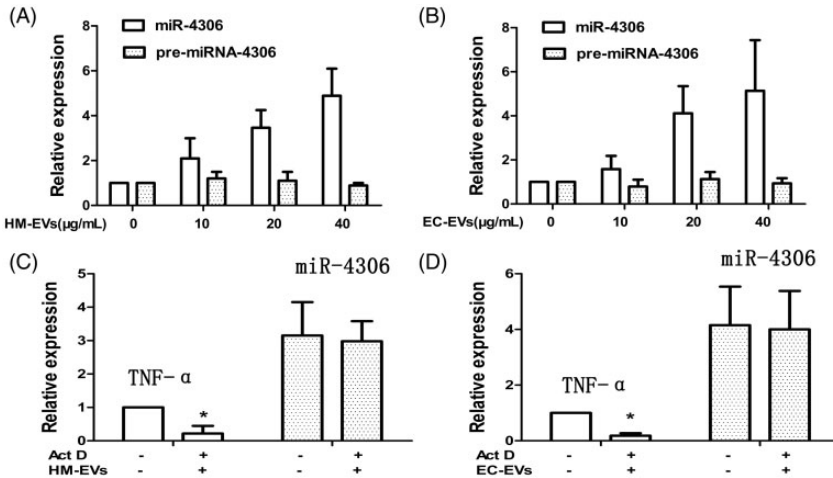 (A)
miR-4306
pre-miRNA-4306
Relative expression
8
6
4
2
0
HM-EVs(μg/mL) 0 10 20 40
(B)
miR-4306
pre-miRNA-4306
Relative expression
8
6
4
2
0
EC-EVs(μg/mL) 0 10 20 40
(C)
miR-4306
Relative expression
5
4
3
2
1
0
TNF-α
*
Act D - + - +
HM-EVs - + - +
(D)
miR-4306
Relative expression
6
4
2
0
TNF-α
*
Act D - + - +
EC-EVs - + - +